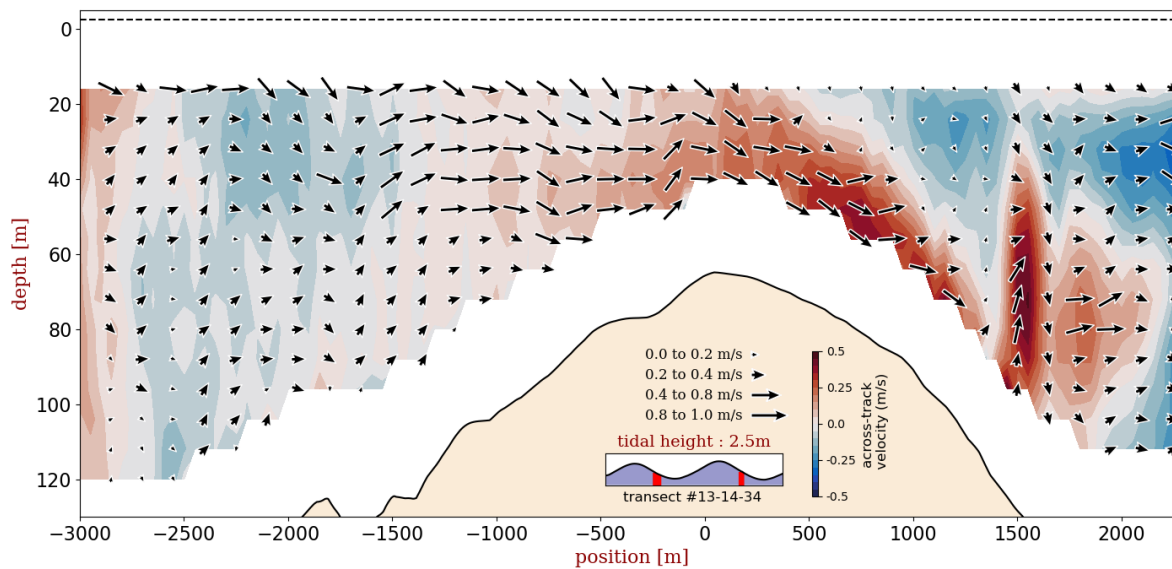 0
20
40
60
80
100
120
depth [m]
0.0 to 0.2 m/s
0.2 to 0.4 m/s
0.4 to 0.8 m/s
0.8 to 1.0 m/s
tidal height : 2.5m
transect #13-14-34
0.5
0.25
0.0
-0.25
-0.5
across-track
velocity (m/s)
−3000 −2500 −2000 −1500 −1000 −500 0 500 1000 1500 2000
position [m]